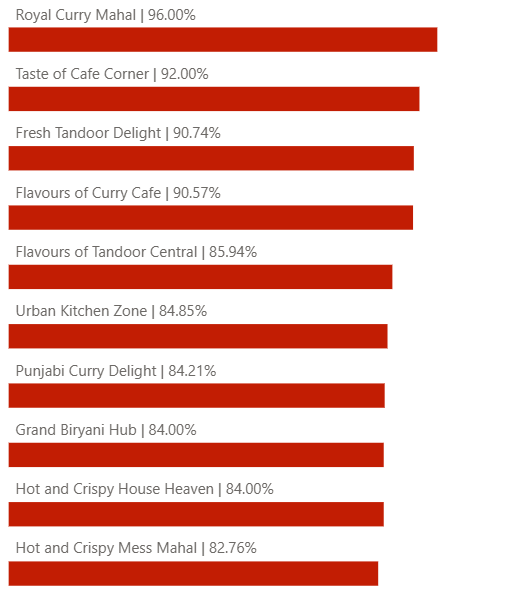 Royal Curry Mahal | 96.00%
Taste of Cafe Corner | 92.00%
Fresh Tandoor Delight | 90.74%
Flavours of Curry Cafe | 90.57%
Flavours of Tandoor Central | 85.94%
Urban Kitchen Zone | 84.85%
Punjabi Curry Delight | 84.21%
Grand Biryani Hub | 84.00%
Hot and Crispy House Heaven | 84.00%
Hot and Crispy Mess Mahal | 82.76%